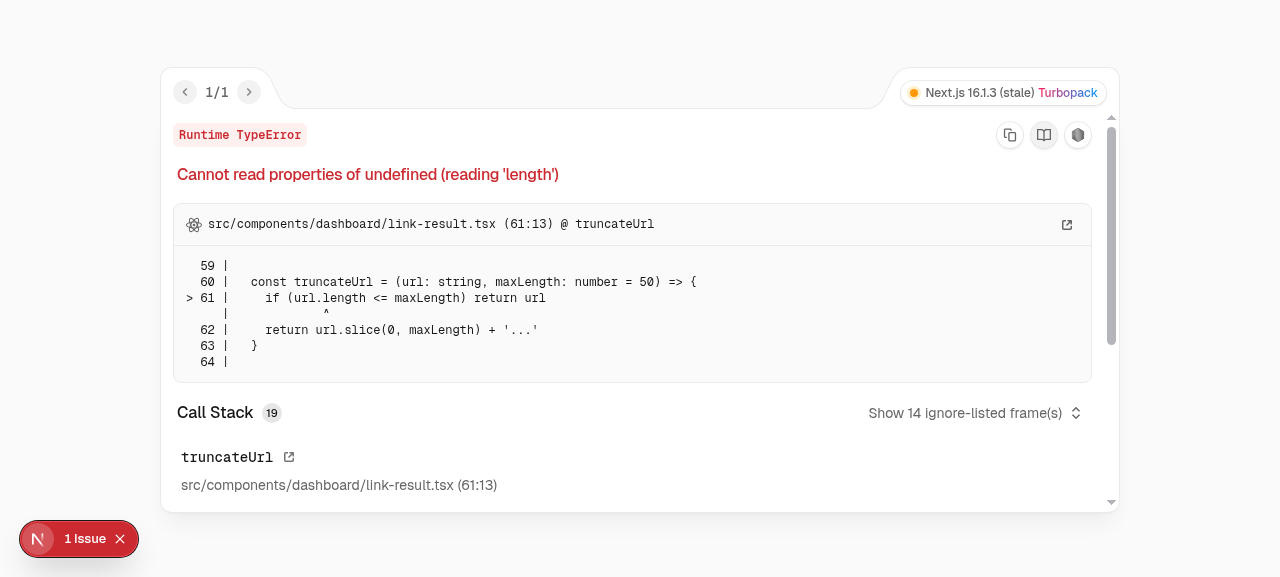 1/1
Next.js 16.1.3 (stale) Turbopack
Runtime TypeError
Cannot read properties of undefined (reading 'length')
src/components/dashboard/link-result.tsx (61:13) @ truncateUrl
59 |
60 |   const truncateUrl = (url: string, maxLength: number = 50) => {
> 61 |     if (url.length <= maxLength) return url
|             ^
62 |     return url.slice(0, maxLength) + '...'
63 |   }
64 |
Call Stack 19
Show 14 ignore-listed frame(s)
truncateUrl
src/components/dashboard/link-result.tsx (61:13)
N 1 Issue